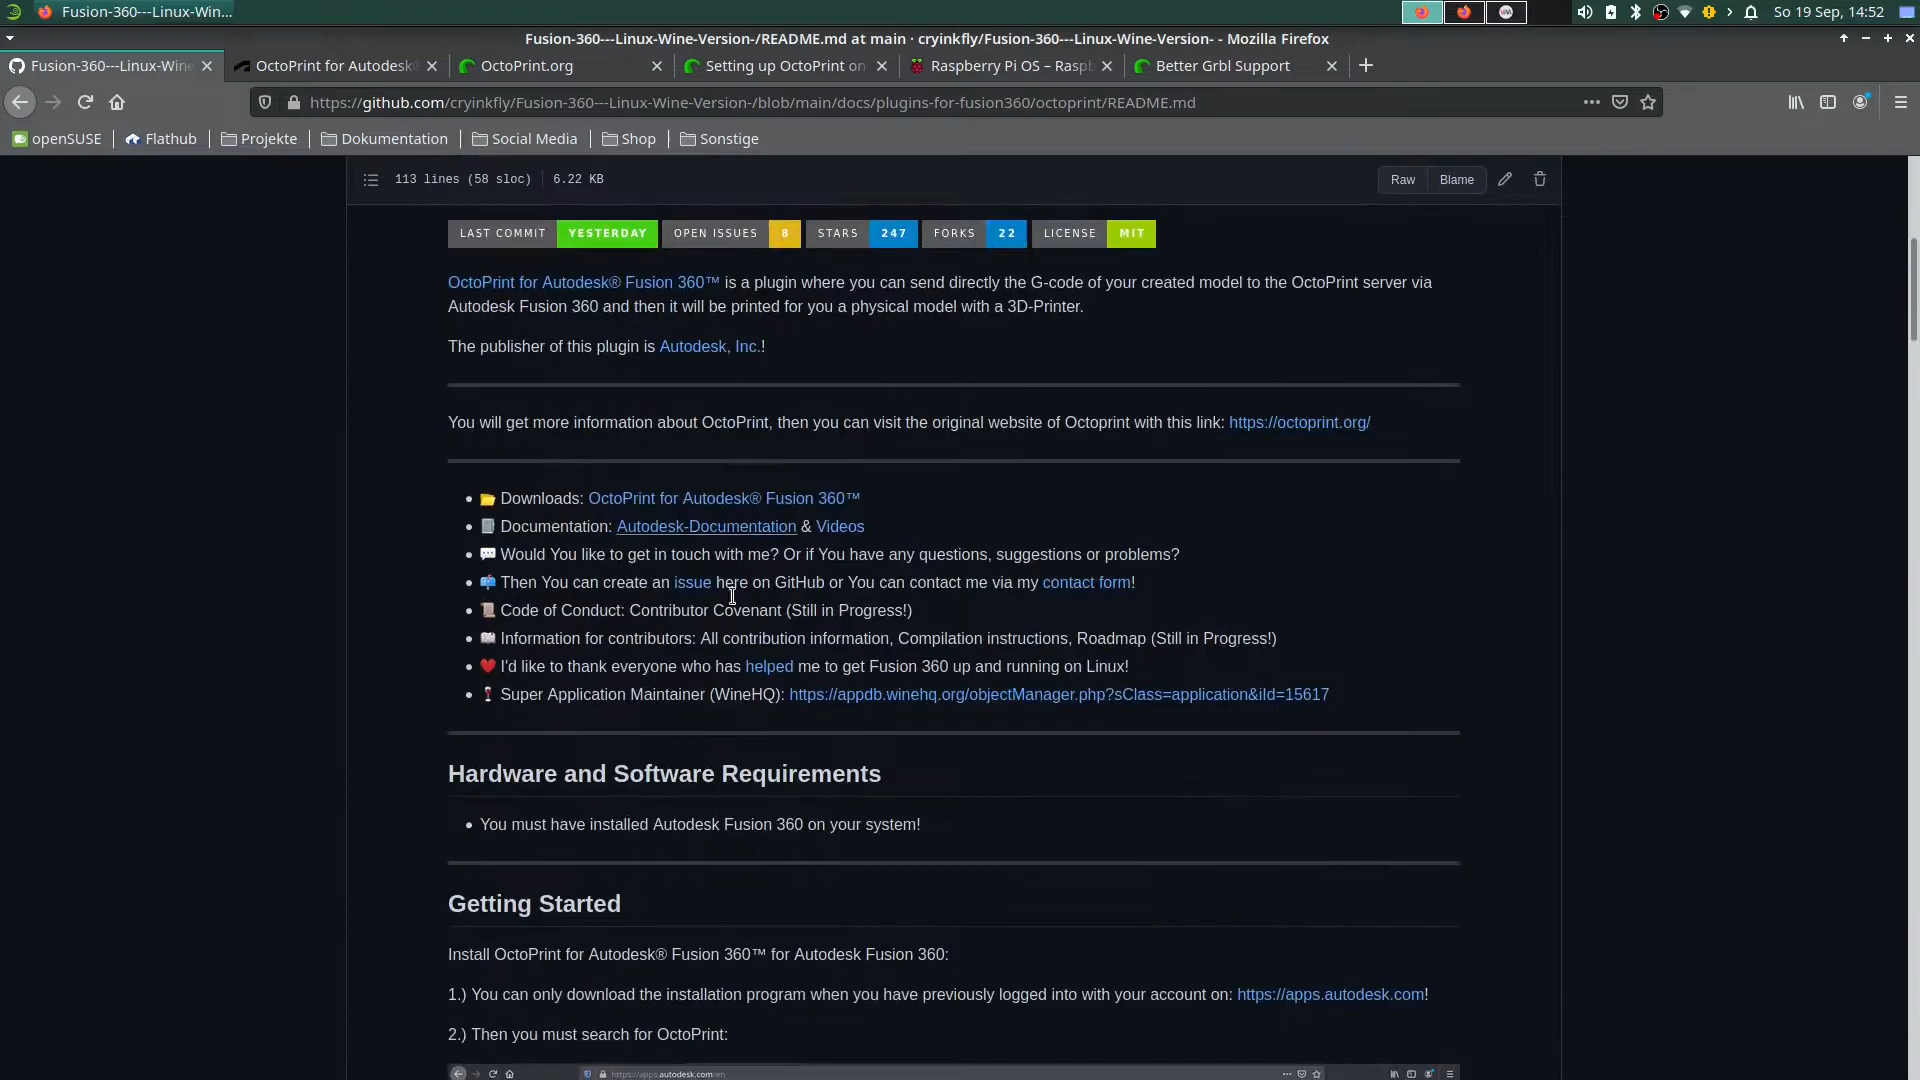 Fusion-360---Linux-Win...
So 19 Sep, 14:52
Fusion-360---Linux-Wine-Version-/README.md at main · cryinkfly/Fusion-360---Linux-Wine-Version- - Mozilla Firefox
Fusion-360---Linux-Wine
OctoPrint for Autodesk®
OctoPrint.org
Setting up OctoPrint on
Raspberry Pi OS – Raspb
Better Grbl Support
https://github.com/cryinkfly/Fusion-360---Linux-Wine-Version-/blob/main/docs/plugins-for-fusion360/octoprint/README.md
openSUSE
Flathub
Projekte
Dokumentation
Social Media
Shop
Sonstige
113 lines (58 sloc)
6.22 KB
Raw
Blame
LAST COMMIT YESTERDAY
OPEN ISSUES 8
STARS 247
FORKS 22
LICENSE MIT
OctoPrint for Autodesk® Fusion 360™ is a plugin where you can send directly the G-code of your created model to the OctoPrint server via
Autodesk Fusion 360 and then it will be printed for you a physical model with a 3D-Printer.
The publisher of this plugin is Autodesk, Inc.!
You will get more information about OctoPrint, then you can visit the original website of Octoprint with this link: https://octoprint.org/
Downloads: OctoPrint for Autodesk® Fusion 360™
Documentation: Autodesk-Documentation & Videos
Would You like to get in touch with me? Or if You have any questions, suggestions or problems?
Then You can create an issue here on GitHub or You can contact me via my contact form!
Code of Conduct: Contributor Covenant (Still in Progress!)
Information for contributors: All contribution information, Compilation instructions, Roadmap (Still in Progress!)
I'd like to thank everyone who has helped me to get Fusion 360 up and running on Linux!
Super Application Maintainer (WineHQ): https://appdb.winehq.org/objectManager.php?sClass=application&iId=15617
Hardware and Software Requirements
You must have installed Autodesk Fusion 360 on your system!
Getting Started
Install OctoPrint for Autodesk® Fusion 360™ for Autodesk Fusion 360:
1.) You can only download the installation program when you have previously logged into with your account on: https://apps.autodesk.com!
2.) Then you must search for OctoPrint:
https://apps.autodesk.com/en